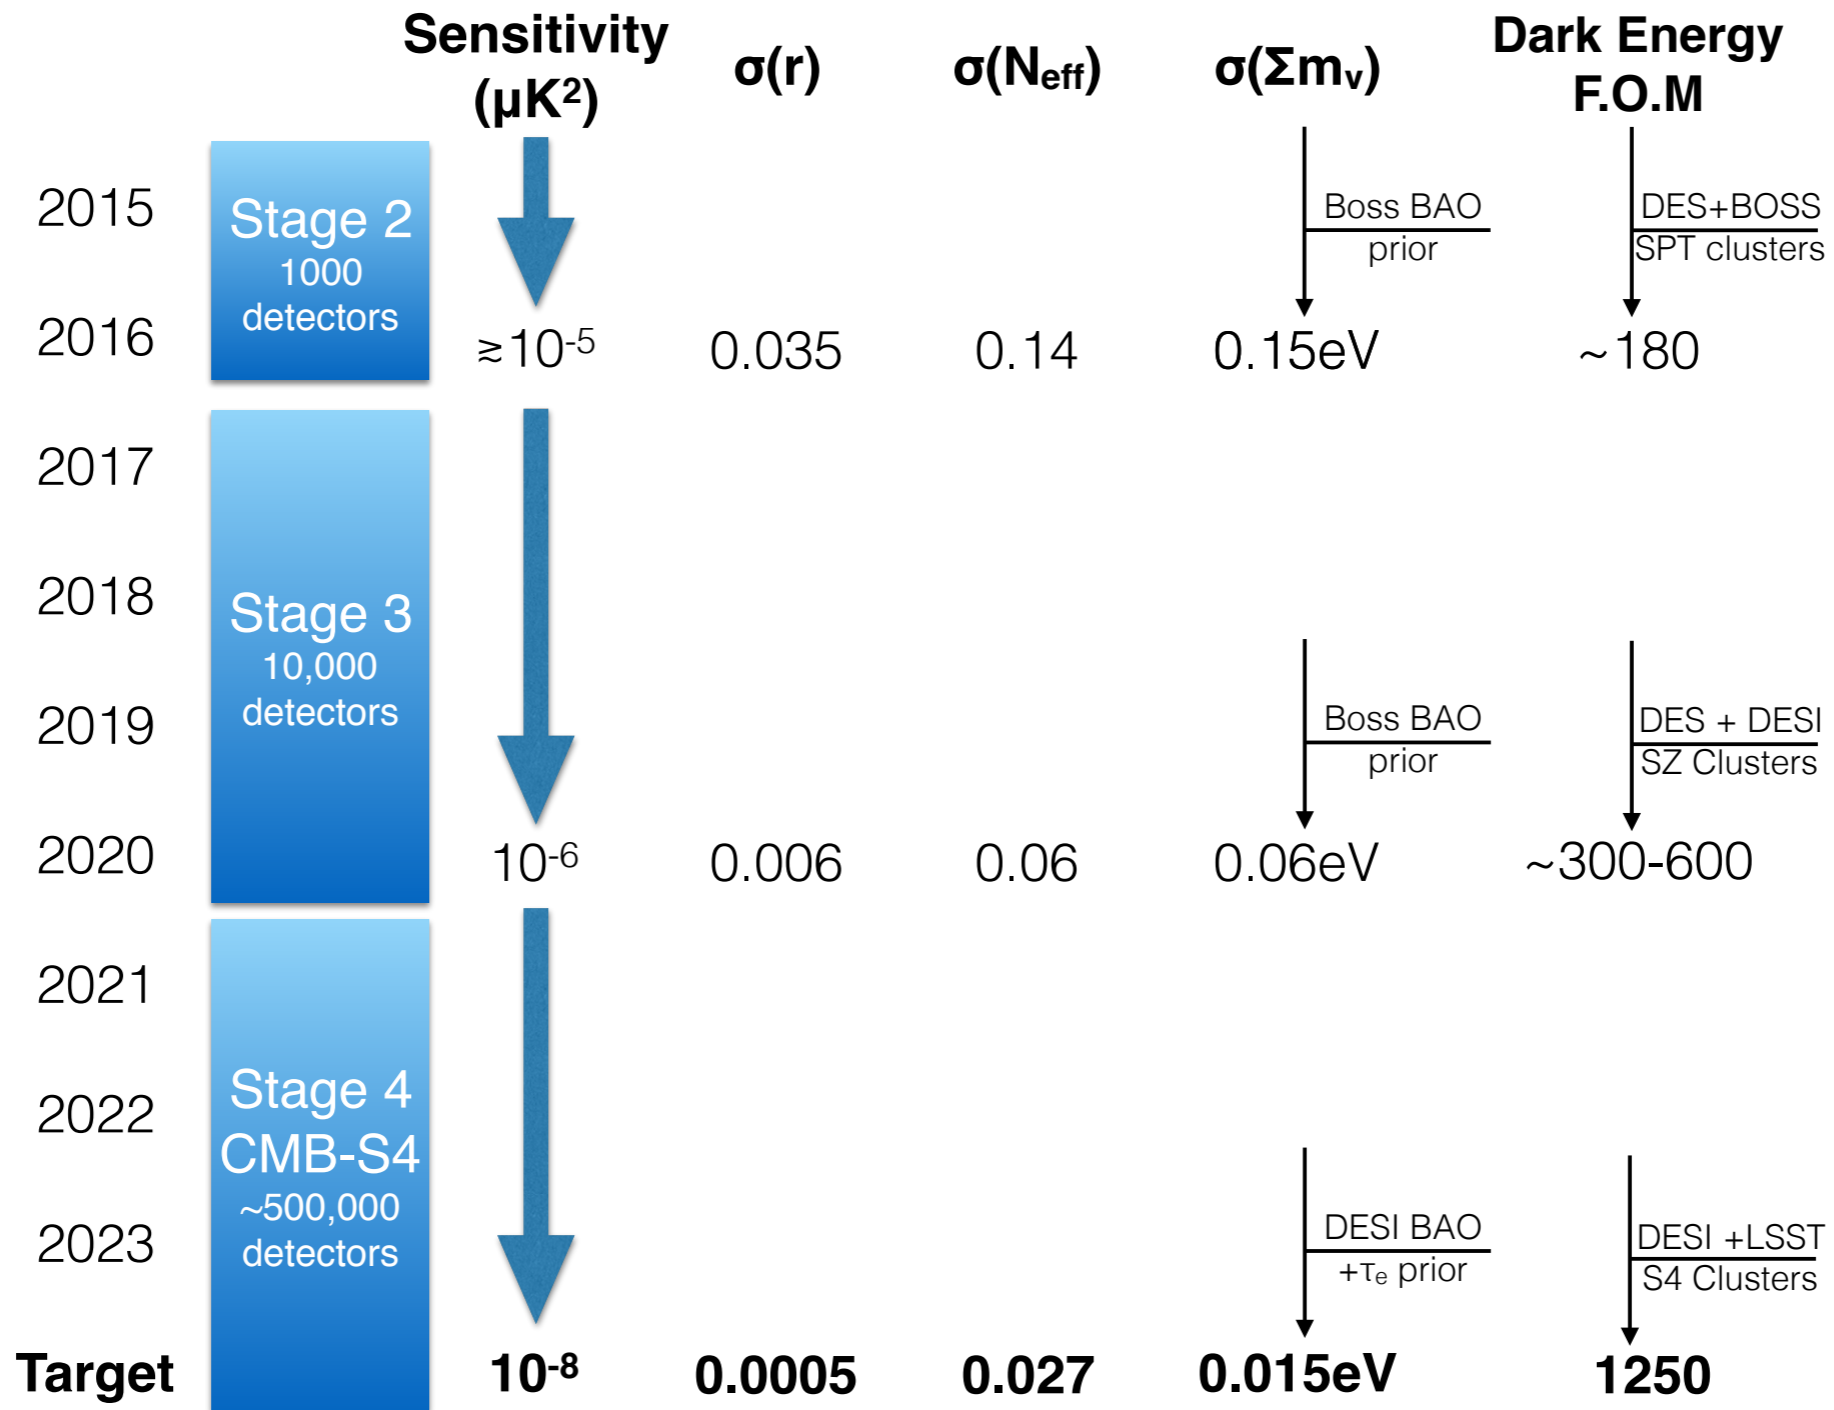 Sensitivity
(μK²)
σ(r)
σ(Neff)
σ(Σmν)
Dark Energy
F.O.M
2015
Stage 2
1000
detectors
Boss BAO
prior
DES+BOSS
SPT clusters
2016
≳10⁻⁵
0.035
0.14
0.15eV
~180
2017
2018
Stage 3
10,000
detectors
2019
Boss BAO
prior
DES + DESI
SZ Clusters
2020
10⁻⁶
0.006
0.06
0.06eV
~300-600
2021
2022
Stage 4
CMB-S4
~500,000
detectors
2023
DESI BAO
+τe prior
DESI +LSST
S4 Clusters
Target
10⁻⁸
0.0005
0.027
0.015eV
1250